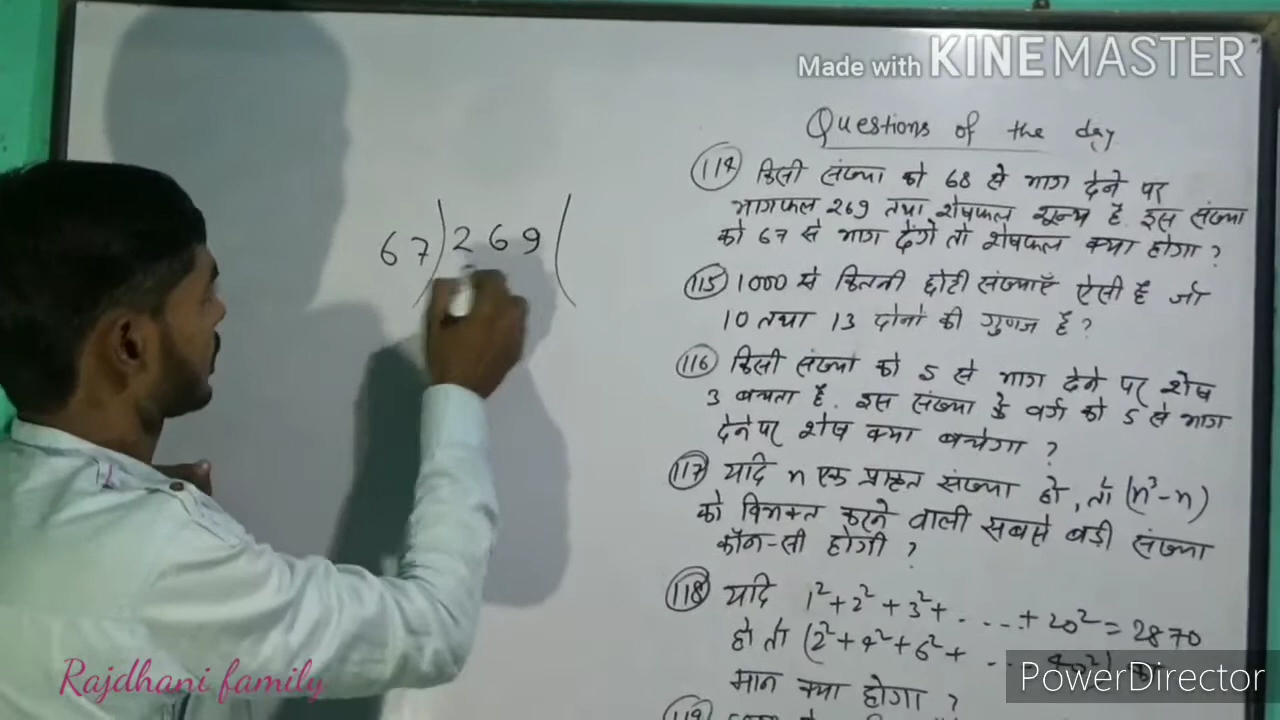 Made with KINEMASTER
Questions of the day
67)269(
(114) किसी संख्या को 68 से भाग देने पर
भागफल 269 तथा शेषफल शून्य है. इस संख्या
को 67 से भाग देंगे तो शेषफल क्या होगा ?
(115) 1000 से कितनी छोटी संख्याएँ ऐसी हैं जो
10 तथा 13 दोनो की गुणज हैं ?
(116) किसी संख्या को 5 से भाग देने पर शेष
3 बचता है. इस संख्या के वर्ग को 5 से भाग
देने पर शेष क्या बचेगा ?
(117) यदि n एक प्राकृत संख्या हो, तो (n³-n)
को विभक्त करने वाली सबसे बड़ी संख्या
कौन-सी होगी ?
(118) यदि 1²+2²+3²+.....+20²=2870
हो तो (2²+4²+6²+...
मान क्या होगा ?
(119)
Rajdhani family
PowerDirector